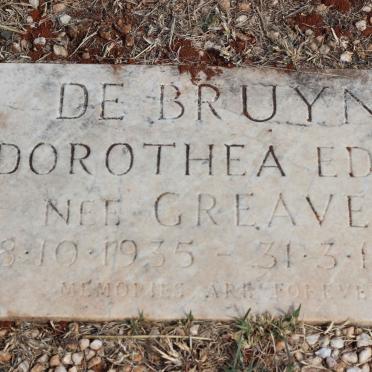 DE BRUYN
DOROTHEA ED
NEE GREAVE
8·10·1935 - 31·3·1
MEMORIES ARE FOREVE